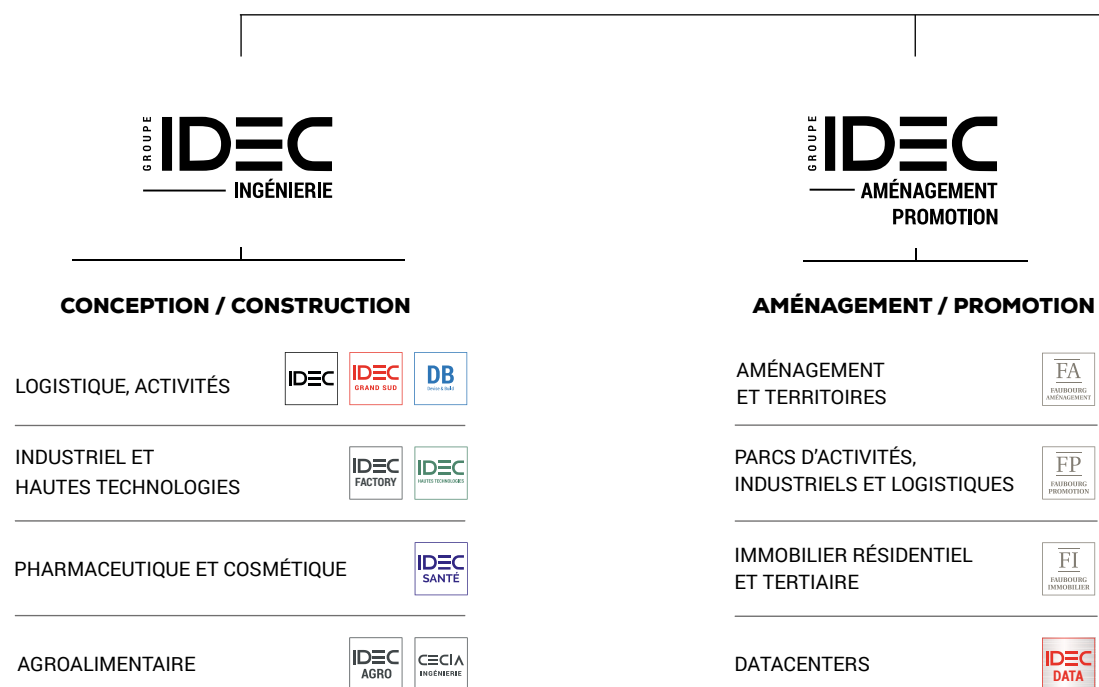 GROUPE
IDEC
INGÉNIERIE
CONCEPTION / CONSTRUCTION
LOGISTIQUE, ACTIVITÉS
IDEC
IDEC
GRAND SUD
DB
Device & Build
INDUSTRIEL ET
HAUTES TECHNOLOGIES
IDEC
FACTORY
IDEC
HAUTES TECHNOLOGIES
PHARMACEUTIQUE ET COSMÉTIQUE
IDEC
SANTÉ
AGROALIMENTAIRE
IDEC
AGRO
CECIA
INGÉNIERIE
GROUPE
IDEC
AMÉNAGEMENT
PROMOTION
AMÉNAGEMENT / PROMOTION
AMÉNAGEMENT
ET TERRITOIRES
FA
FAUBOURG
AMÉNAGEMENT
PARCS D'ACTIVITÉS,
INDUSTRIELS ET LOGISTIQUES
FP
FAUBOURG
PROMOTION
IMMOBILIER RÉSIDENTIEL
ET TERTIAIRE
FI
FAUBOURG
IMMOBILIER
DATACENTERS
IDEC
DATA